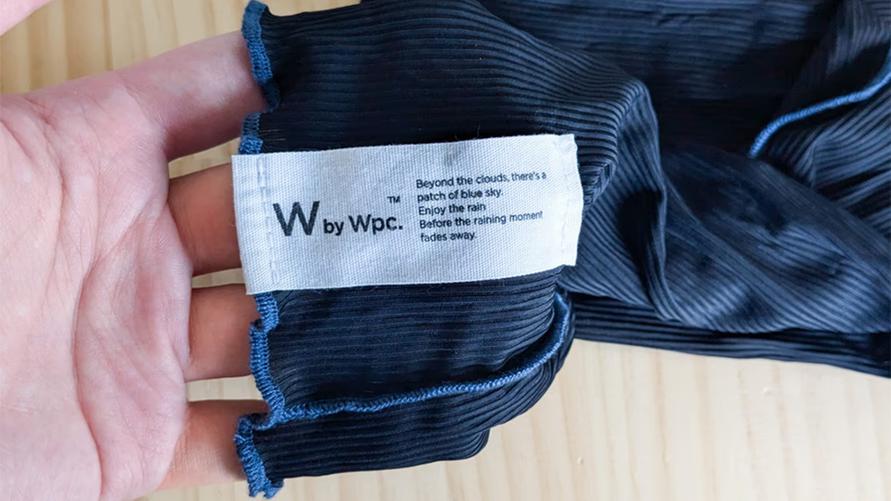 W by Wpc.™
Beyond the clouds, there's a
patch of blue sky.
Enjoy the rain
Before the raining moment
fades away.